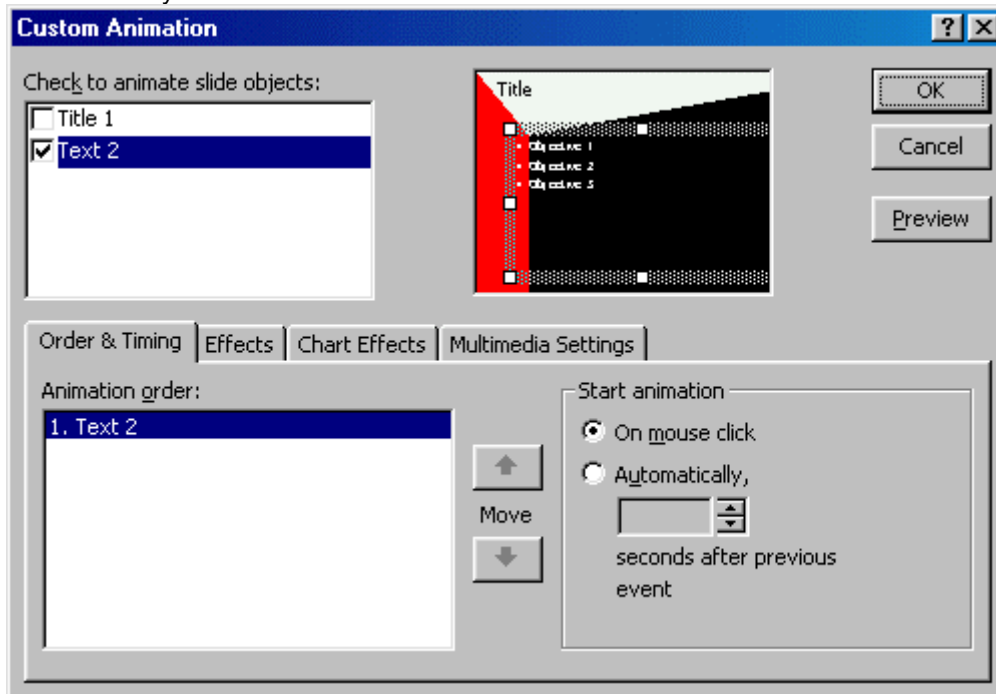 Custom Animation
Check to animate slide objects:
Title 1
Text 2
Title
Objective 1
Objective 2
Objective 3
OK
Cancel
Preview
Order & Timing
Effects
Chart Effects
Multimedia Settings
Animation order:
1. Text 2
Move
Start animation
On mouse click
Automatically,
seconds after previous
event